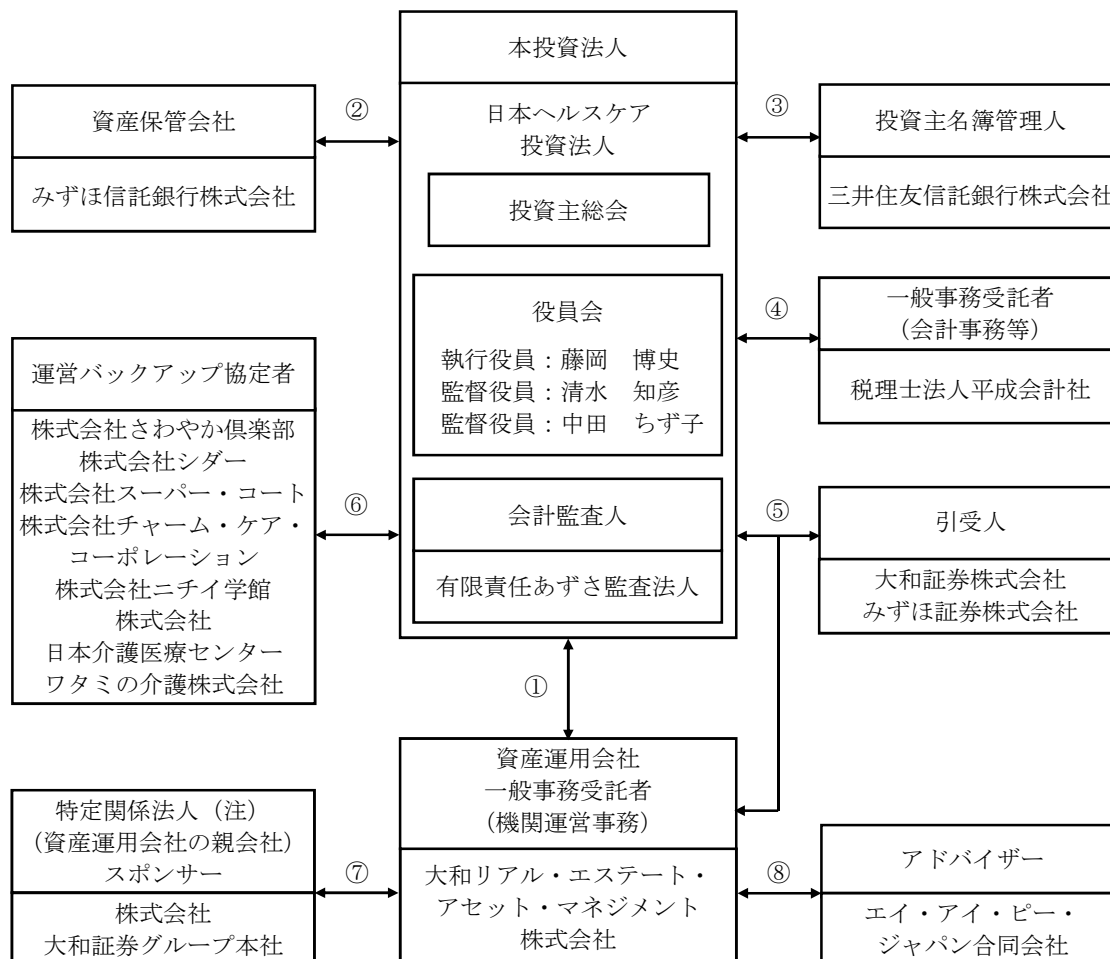 本投資法人
日本ヘルスケア
投資法人
投資主総会
役員会
執行役員：藤岡　博史
監督役員：清水　知彦
監督役員：中田　ちず子
会計監査人
有限責任あずさ監査法人
②
資産保管会社
みずほ信託銀行株式会社
③
投資主名簿管理人
三井住友信託銀行株式会社
④
一般事務受託者
（会計事務等）
税理士法人平成会計社
運営バックアップ協定者
株式会社さわやか倶楽部
株式会社シダー
株式会社スーパー・コート
株式会社チャーム・ケア・
コーポレーション
株式会社ニチイ学館
株式会社
日本介護医療センター
ワタミの介護株式会社
⑥
⑤
引受人
大和証券株式会社
みずほ証券株式会社
①
資産運用会社
一般事務受託者
（機関運営事務）
大和リアル・エステート・
アセット・マネジメント
株式会社
特定関係法人（注）
（資産運用会社の親会社）
スポンサー
株式会社
大和証券グループ本社
⑦
⑧
アドバイザー
エイ・アイ・ピー・
ジャパン合同会社